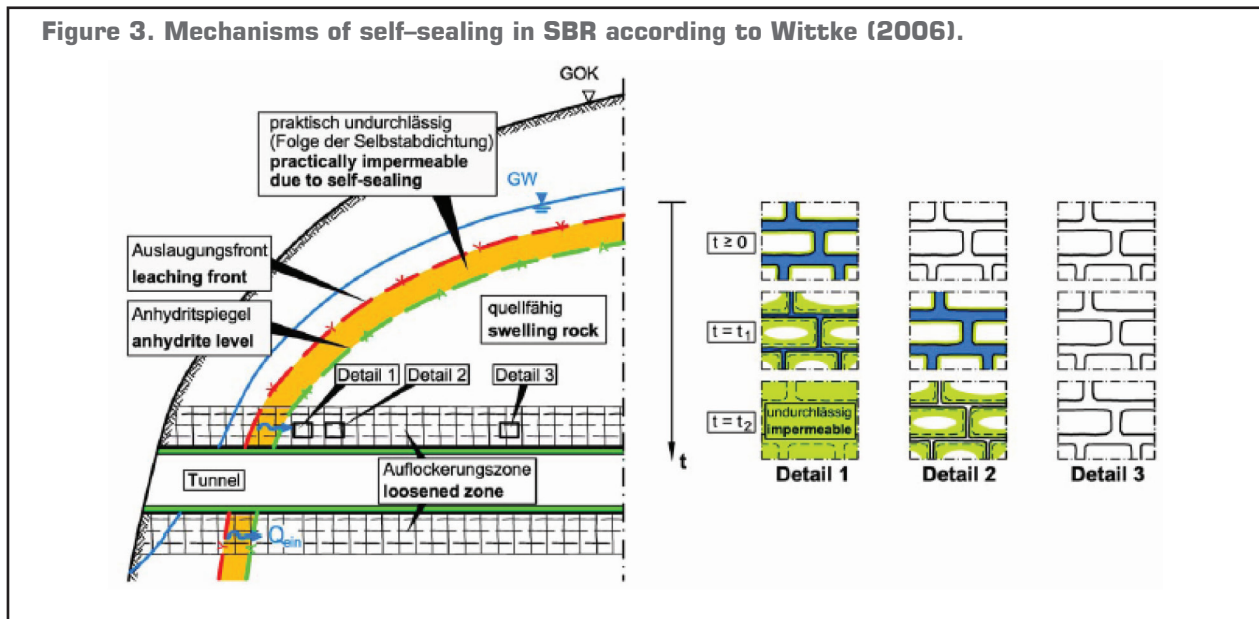 Figure 3. Mechanisms of self–sealing in SBR according to Wittke (2006).
GOK
praktisch undurchlässig
(Folge der Selbstabdichtung)
practically impermeable
due to self-sealing
GW
Auslaugungsfront
leaching front
Anhydritspiegel
anhydrite level
quellfähig
swelling rock
Detail 1
Detail 2
Detail 3
Auflockerungszone
loosened zone
Tunnel
Qein
t ≥ 0
t = t1
t = t2
t
undurchlässig
impermeable
Detail 1
Detail 2
Detail 3